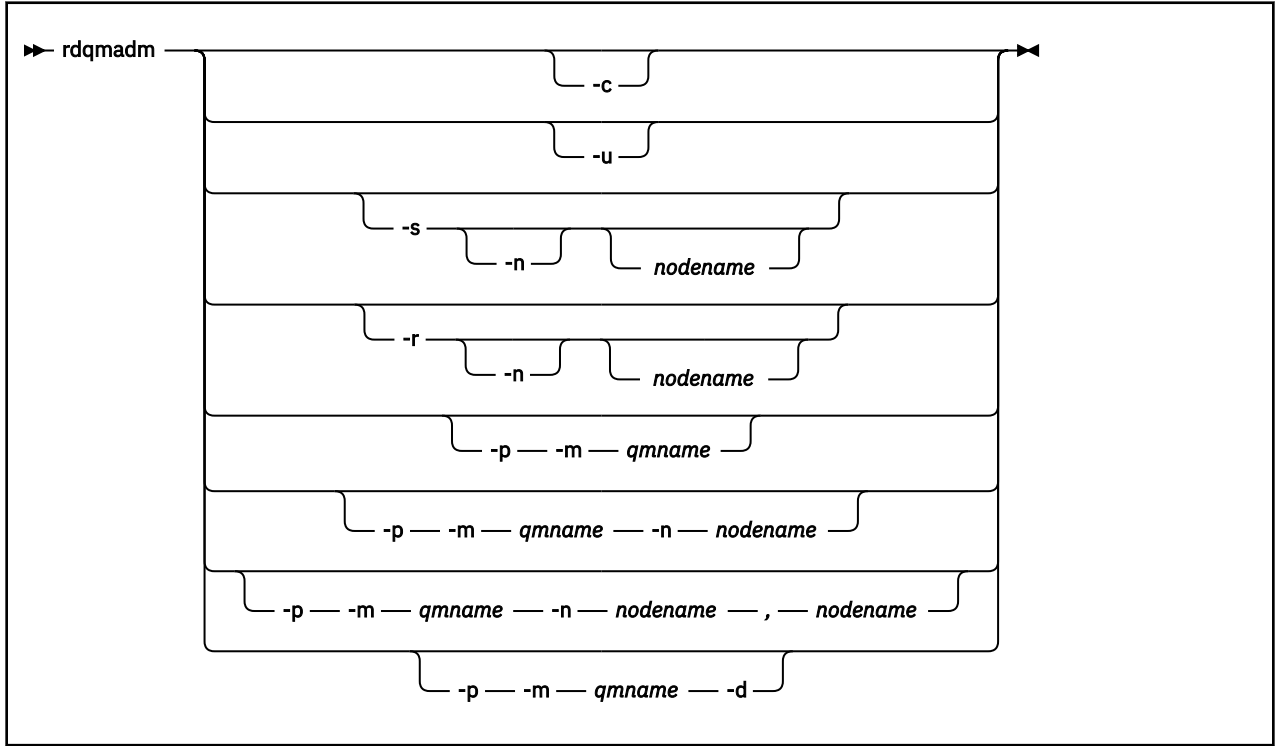 rdqmadm
-c
-u
-s
-n nodename
-r
-n nodename
-p -m qmname
-p -m qmname -n nodename
-p -m qmname -n nodename , nodename
-p -m qmname -d